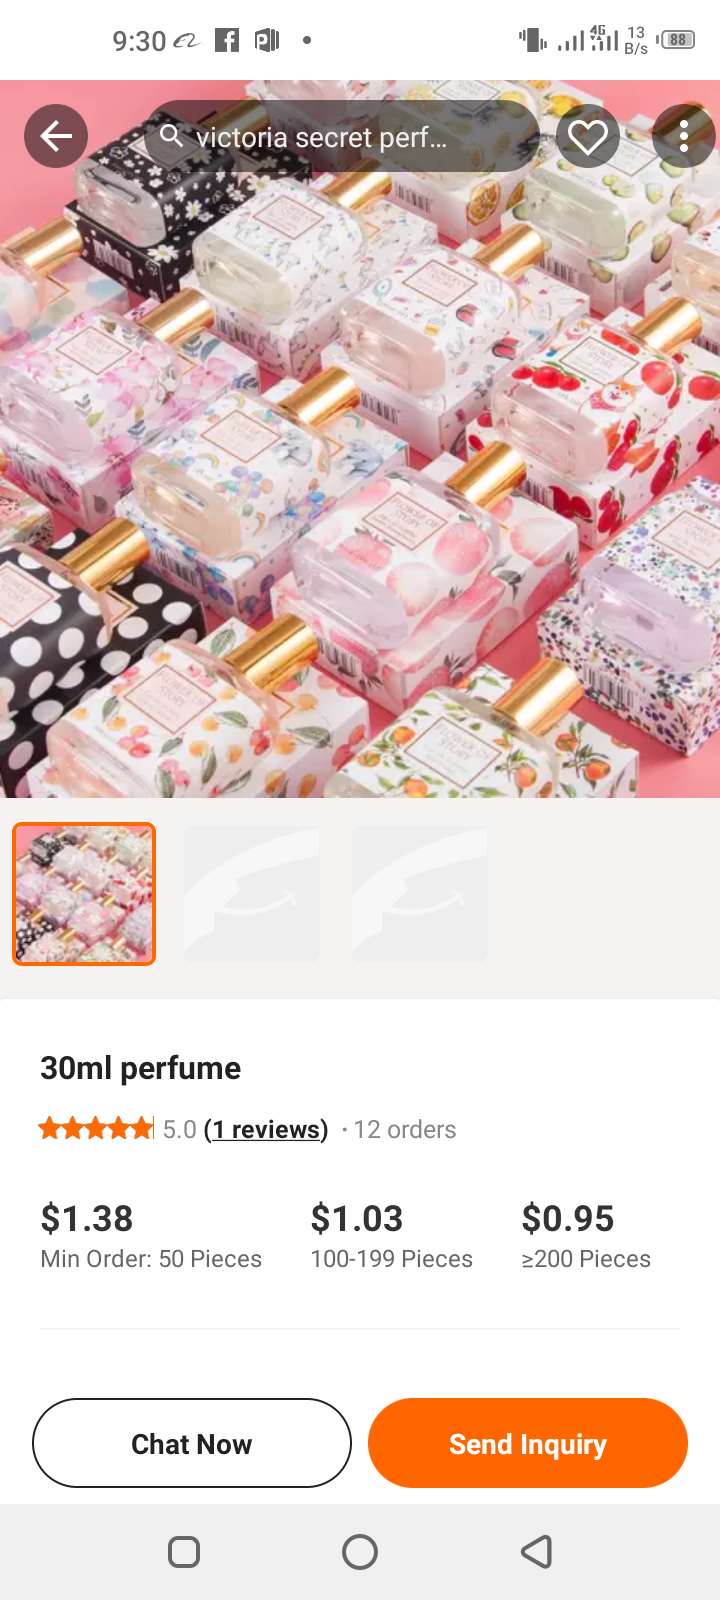 9:30
4G
13
B/s
88
victoria secret perf...
FLOWER OF
STORY
30ml perfume
5.0 (1 reviews) · 12 orders
$1.38
Min Order: 50 Pieces
$1.03
100-199 Pieces
$0.95
≥200 Pieces
Chat Now
Send Inquiry